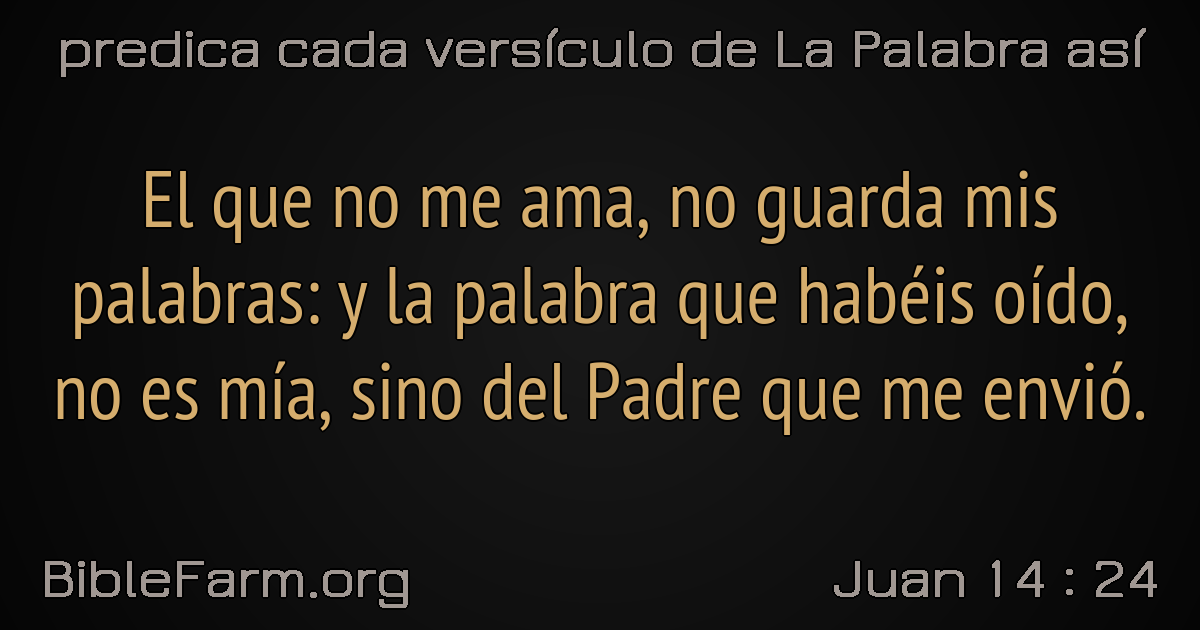 predica cada versículo de La Palabra así
El que no me ama, no guarda mis
palabras: y la palabra que habéis oído,
no es mía, sino del Padre que me envió.
BibleFarm.org
Juan 14 : 24